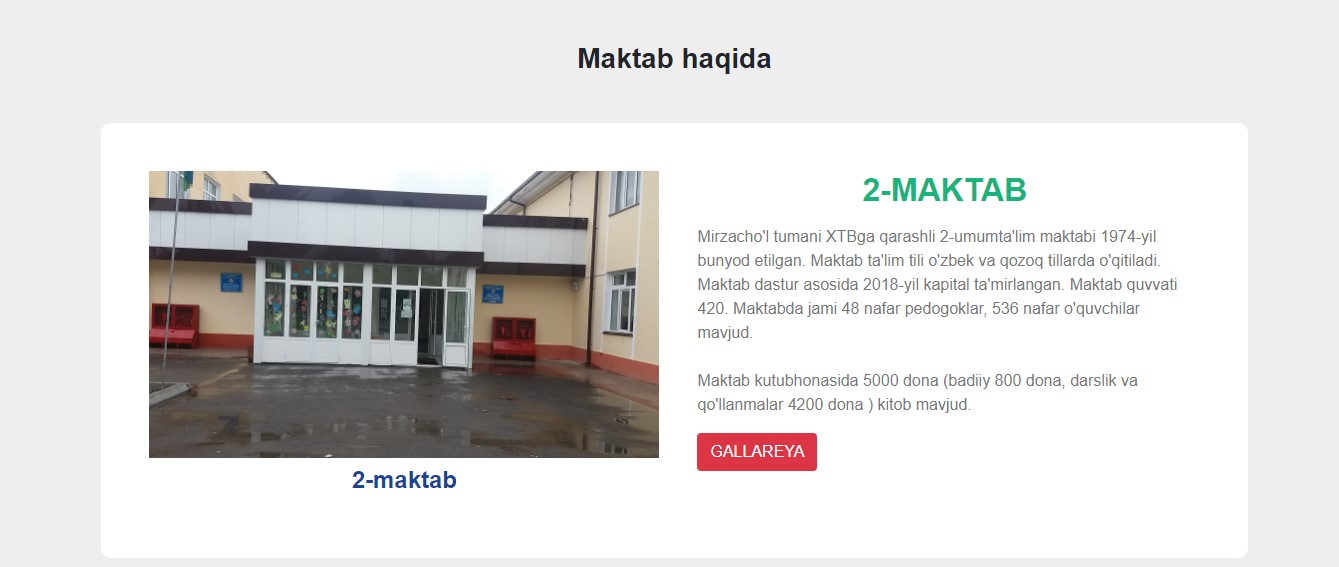 Maktab haqida
2-MAKTAB
Mirzacho'l tumani XTBga qarashli 2-umumta'lim maktabi 1974-yil
bunyod etilgan. Maktab ta'lim tili o'zbek va qozoq tillarda o'qitiladi.
Maktab dastur asosida 2018-yil kapital ta'mirlangan. Maktab quvvati
420. Maktabda jami 48 nafar pedogoklar, 536 nafar o'quvchilar
mavjud.
Maktab kutubhonasida 5000 dona (badiiy 800 dona, darslik va
qo'llanmalar 4200 dona ) kitob mavjud.
GALLAREYA
2-maktab